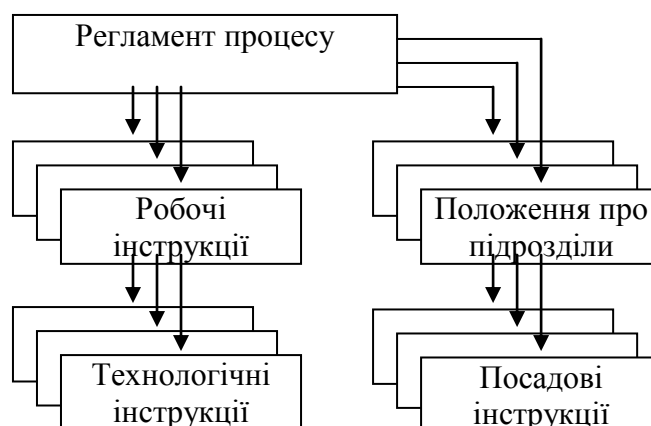 Регламент процесу
Робочі
інструкції
Положення про
підрозділи
Технологічні
інструкції
Посадові
інструкції